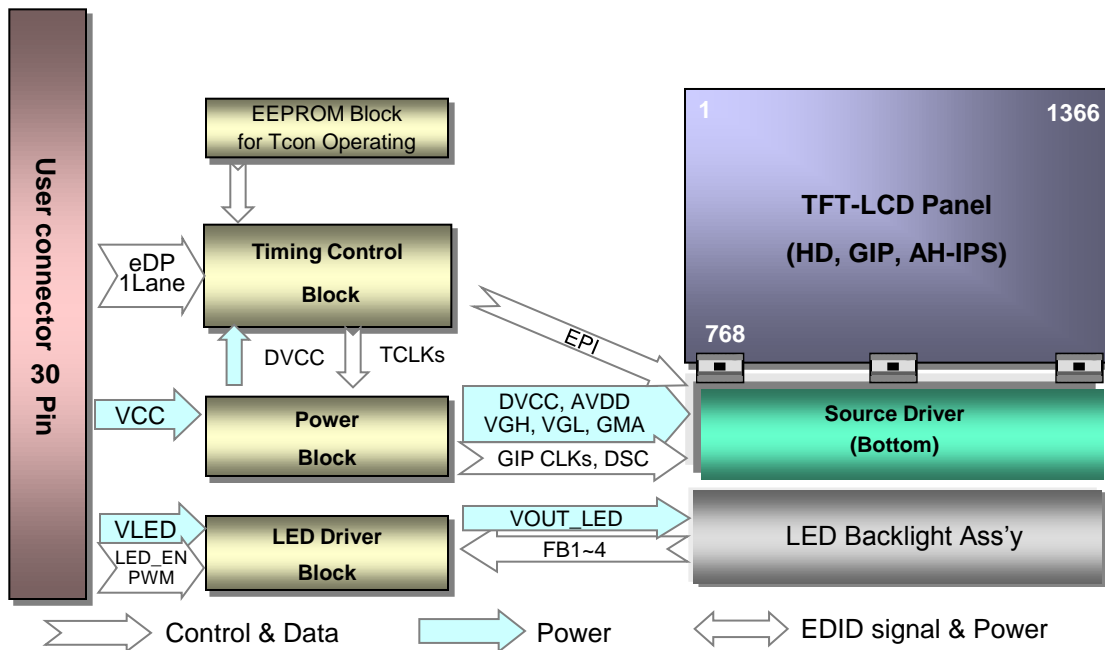 User connector 30 Pin
EEPROM Block
for Tcon Operating
eDP
1Lane
Timing Control
Block
DVCC
TCLKs
EPI
1
1366
TFT-LCD Panel
(HD, GIP, AH-IPS)
768
VCC
Power
Block
DVCC, AVDD
VGH, VGL, GMA
GIP CLKs, DSC
Source Driver
(Bottom)
VLED
LED_EN
PWM
LED Driver
Block
VOUT_LED
FB1~4
LED Backlight Ass'y
Control & Data
Power
EDID signal & Power